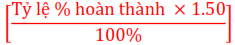 [Tỷ lệ % hoàn thành × 1.50
100%]